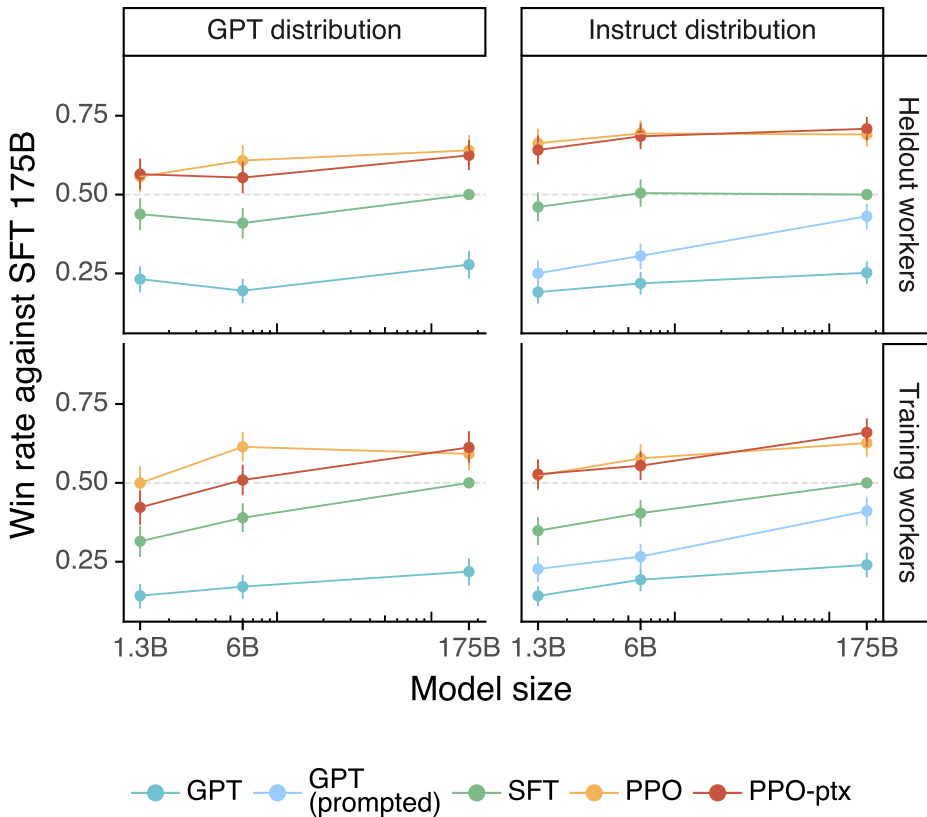 GPT distribution
Instruct distribution
Win rate against SFT 175B
0.75
0.50
0.25
Heldout workers
0.75
0.50
0.25
Training workers
1.3B
6B
175B
1.3B
6B
175B
Model size
GPT
GPT
(prompted)
SFT
PPO
PPO-ptx